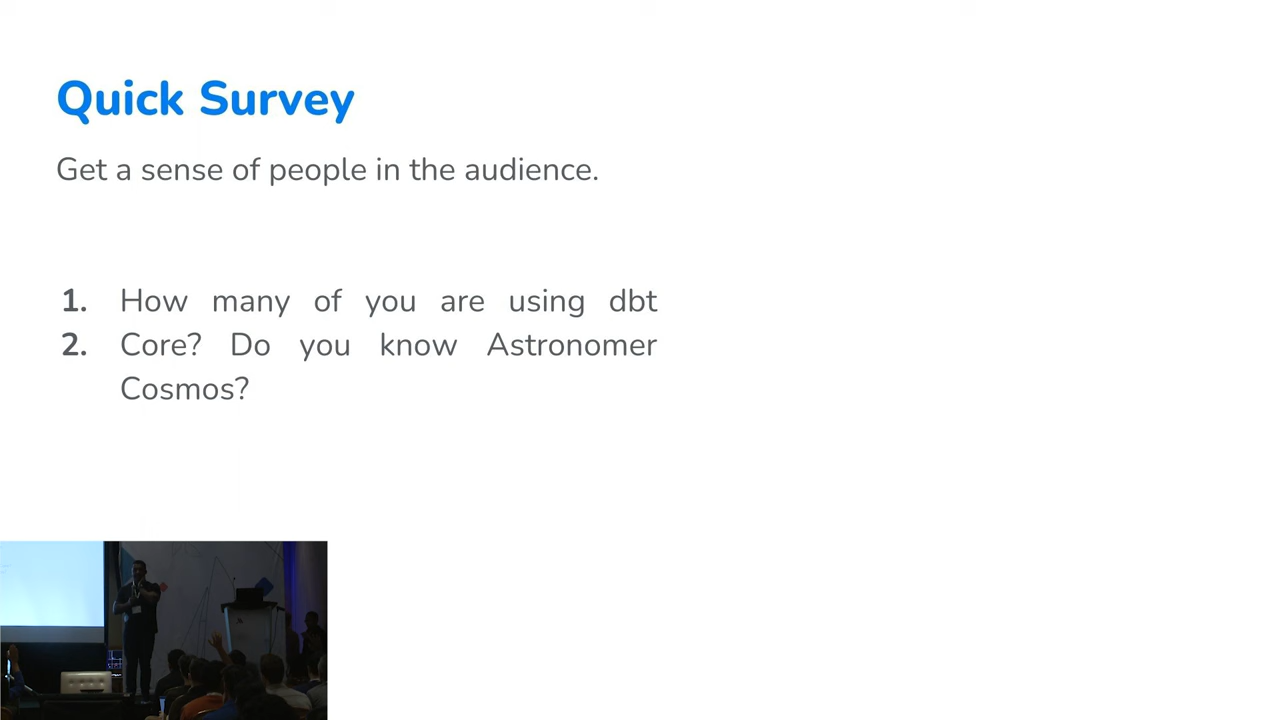 Quick Survey
Get a sense of people in the audience.
1. How many of you are using dbt
2. Core? Do you know Astronomer
Cosmos?